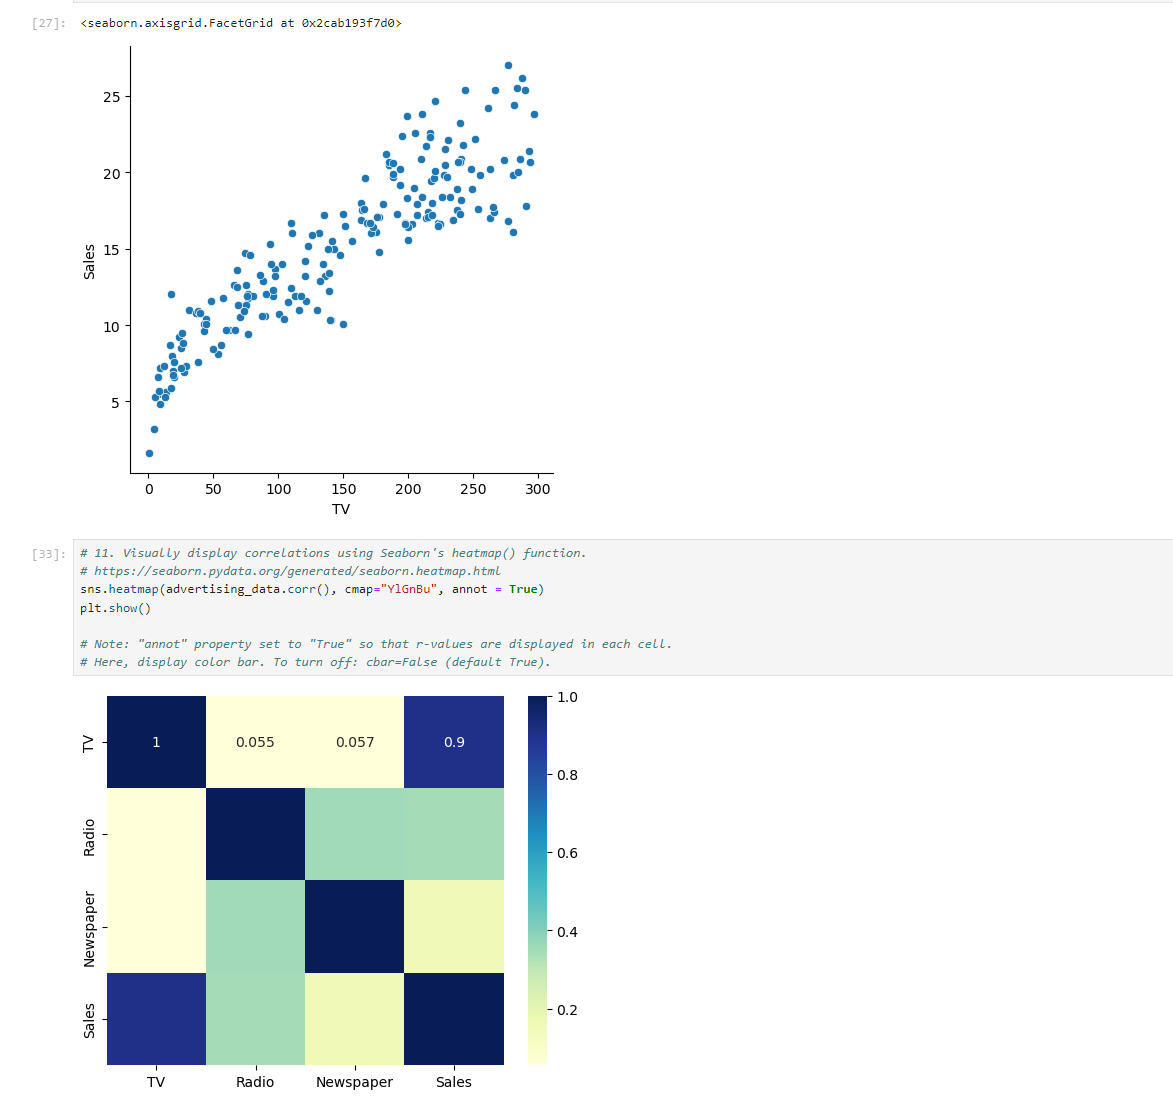 [27]: <seaborn.axisgrid.FacetGrid at 0x2cab193f7d0>
25
20
15
10
5
Sales
0 50 100 150 200 250 300
TV
[33]: # 11. Visually display correlations using Seaborn's heatmap() function.
# https://seaborn.pydata.org/generated/seaborn.heatmap.html
sns.heatmap(advertising_data.corr(), cmap="YlGnBu", annot = True)
plt.show()
# Note: "annot" property set to "True" so that r-values are displayed in each cell.
# Here, display color bar. To turn off: cbar=False (default True).
TV 1 0.055 0.057 0.9
Radio
Newspaper
Sales
TV Radio Newspaper Sales
1.0
0.8
0.6
0.4
0.2